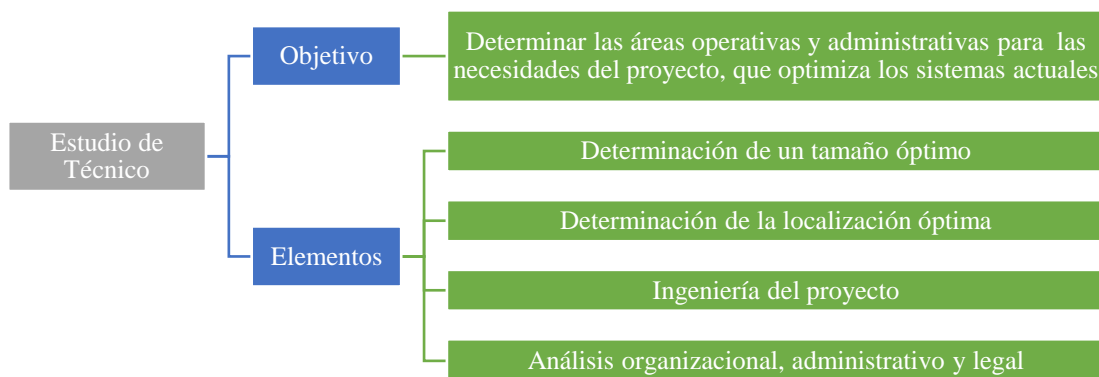 Estudio de
Técnico
Objetivo
Determinar las áreas operativas y administrativas para las
necesidades del proyecto, que optimiza los sistemas actuales
Elementos
Determinación de un tamaño óptimo
Determinación de la localización óptima
Ingeniería del proyecto
Análisis organizacional, administrativo y legal